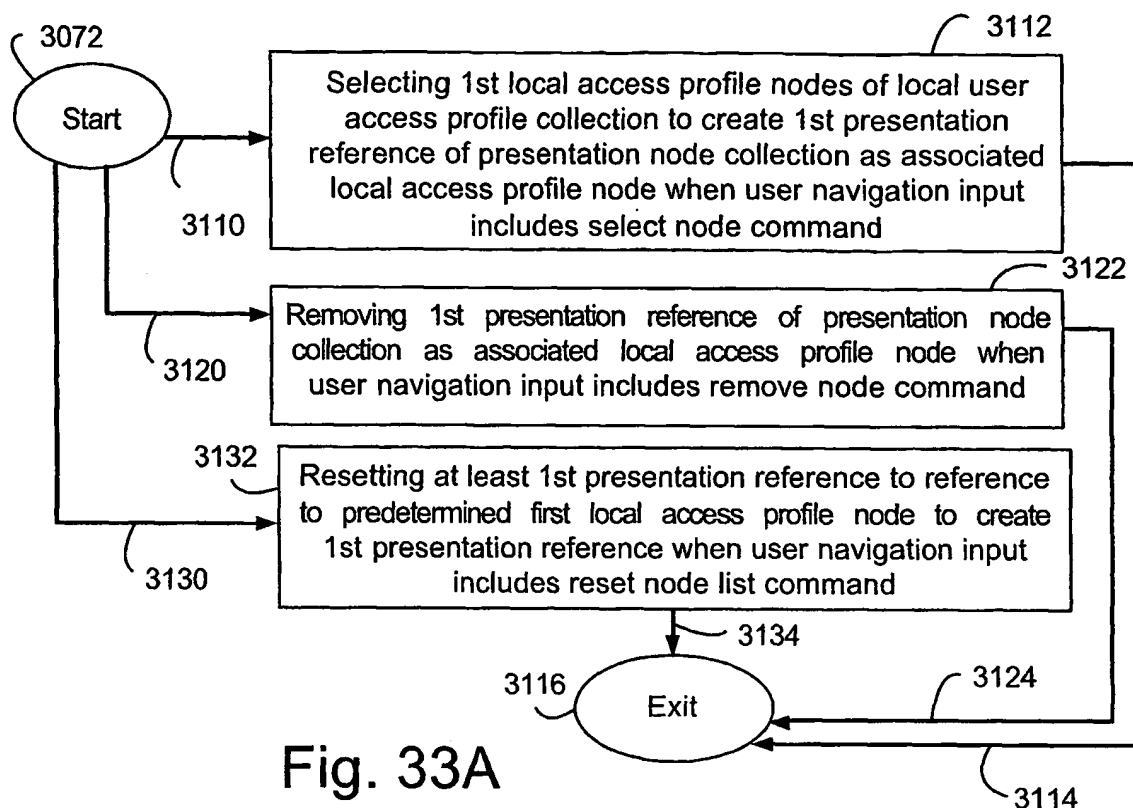 3072
Start
3112
Selecting 1st local access profile nodes of local user
access profile collection to create 1st presentation
reference of presentation node collection as associated
local access profile node when user navigation input
includes select node command
3110
3122
Removing 1st presentation reference of presentation node
collection as associated local access profile node when
user navigation input includes remove node command
3120
3132
Resetting at least 1st presentation reference to reference
to predetermined first local access profile node to create
1st presentation reference when user navigation input
includes reset node list command
3130
3134
3116
Exit
3124
3114
Fig. 33A